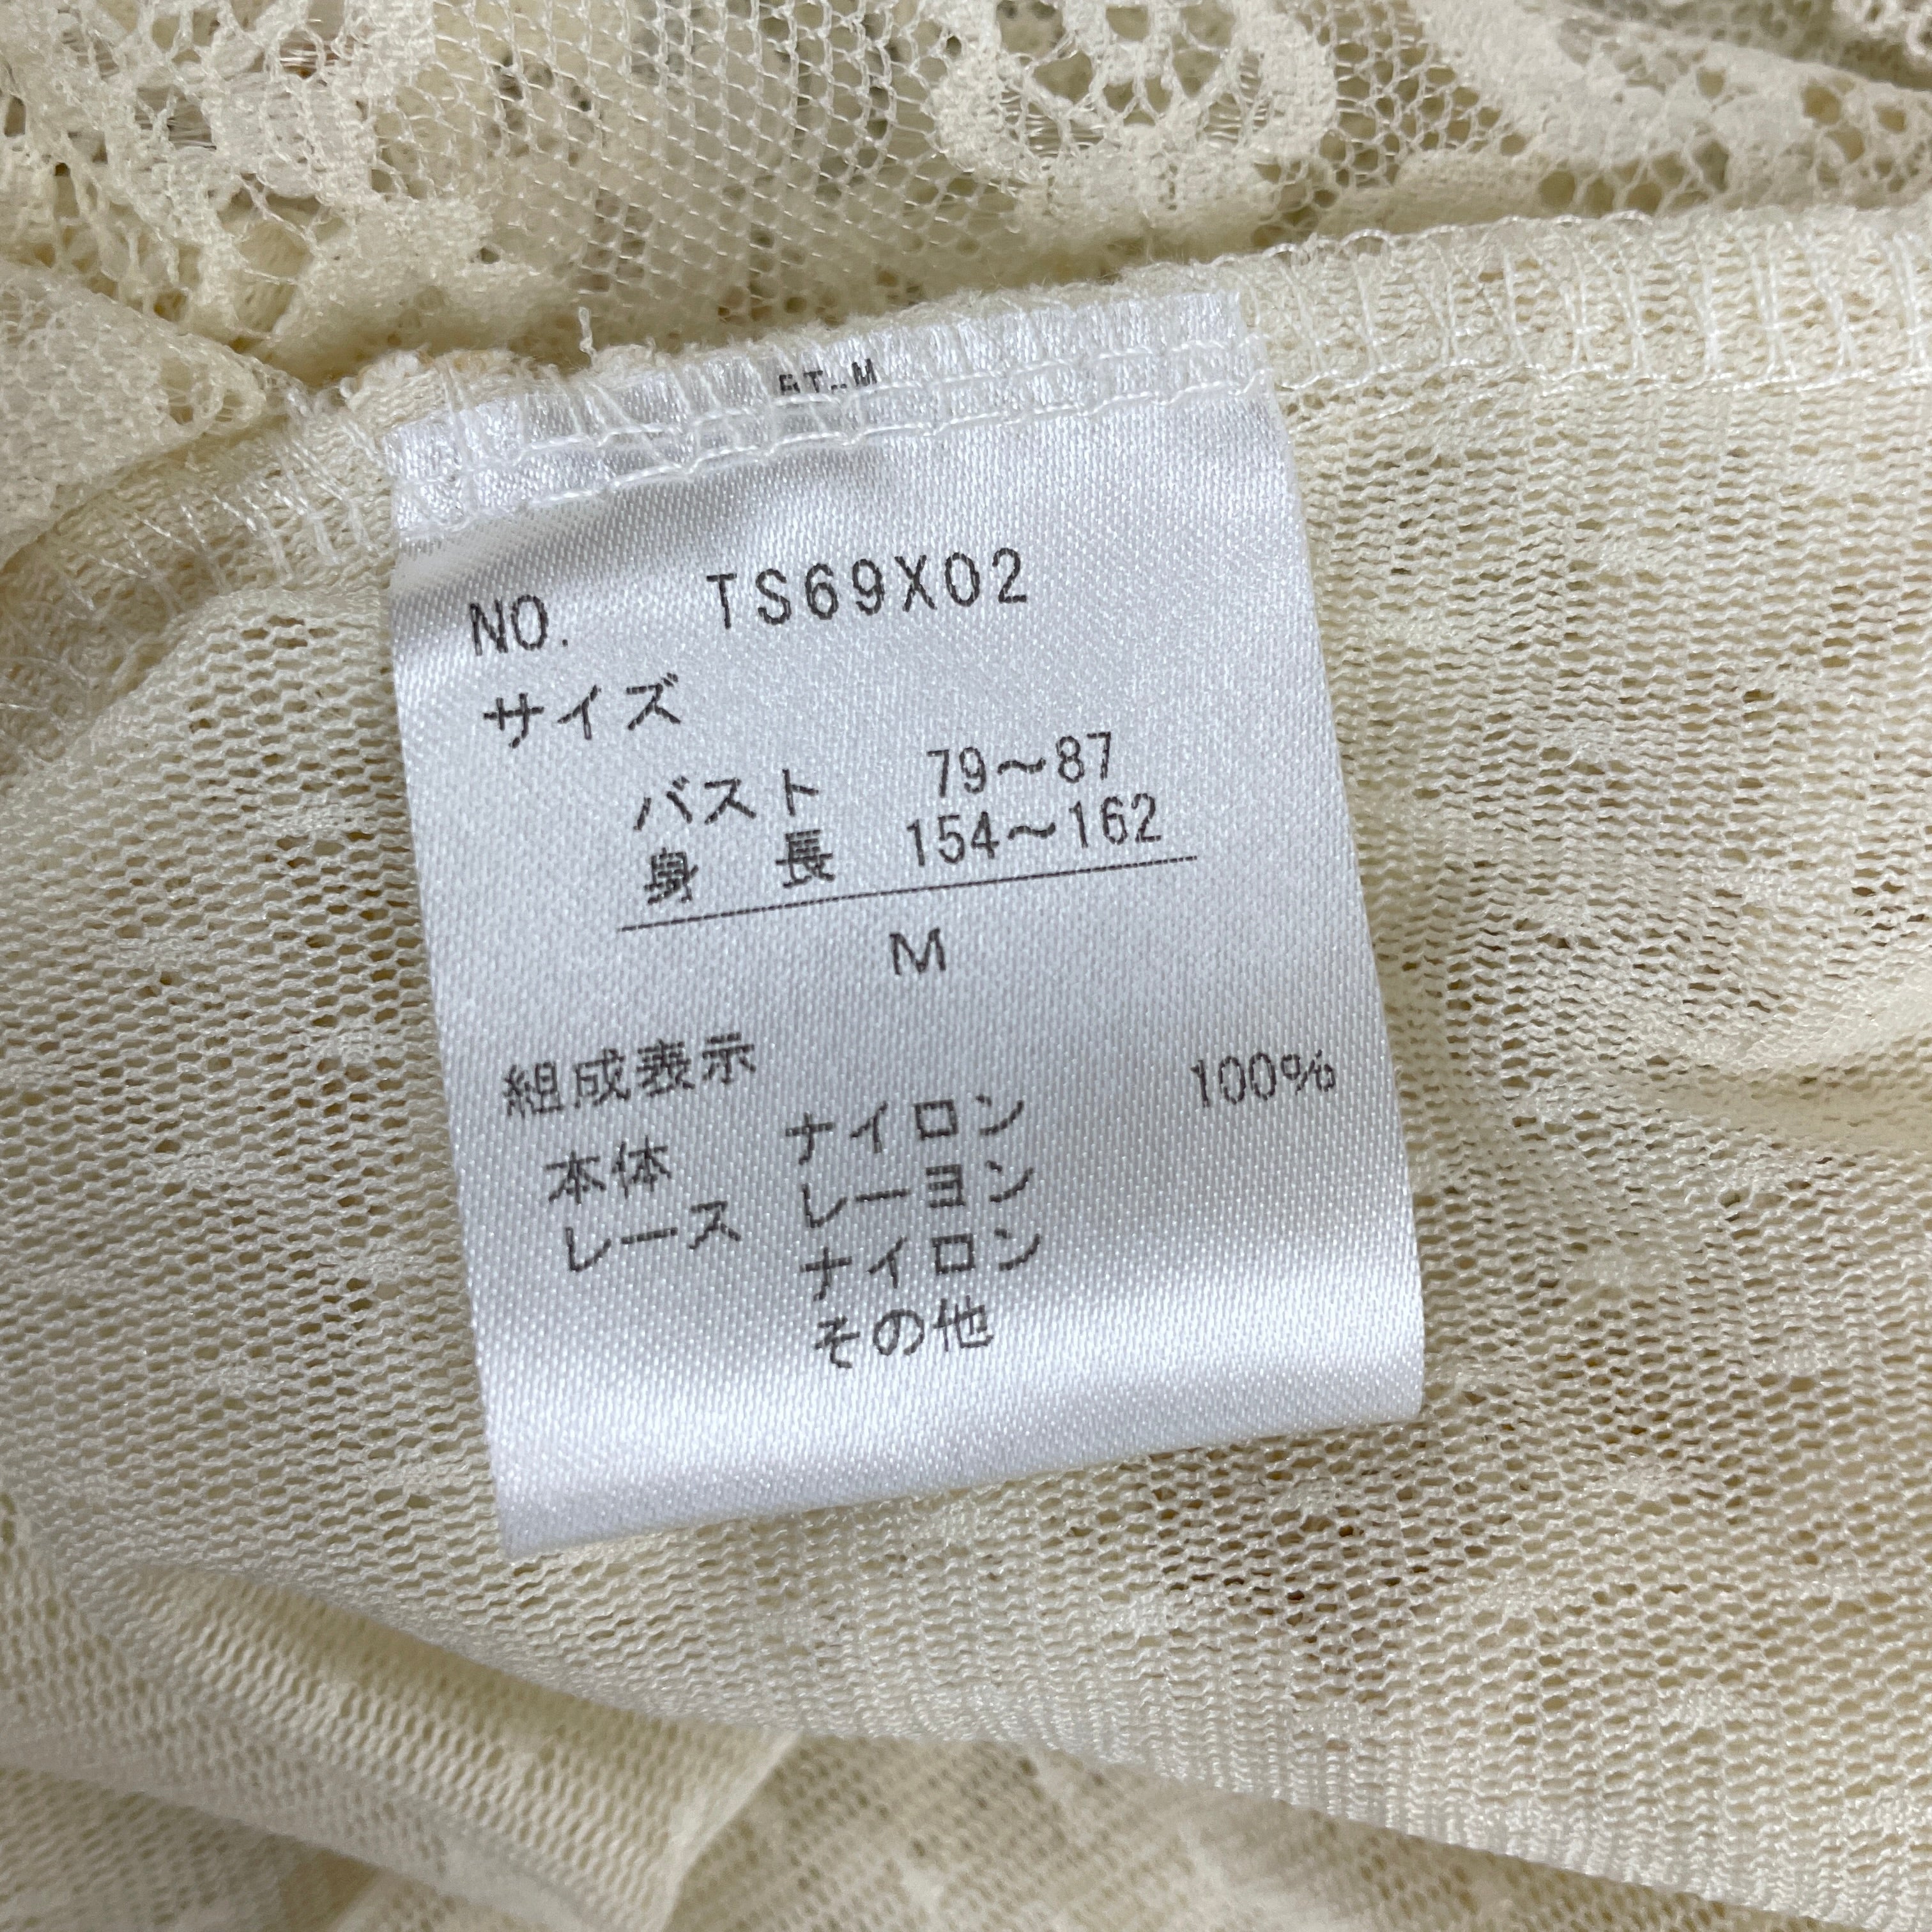 NO. TS69X02
サイズ
バスト 79〜87
身長 154〜162
M
組成表示
本体 ナイロン 100%
レース レーヨン
ナイロン
その他